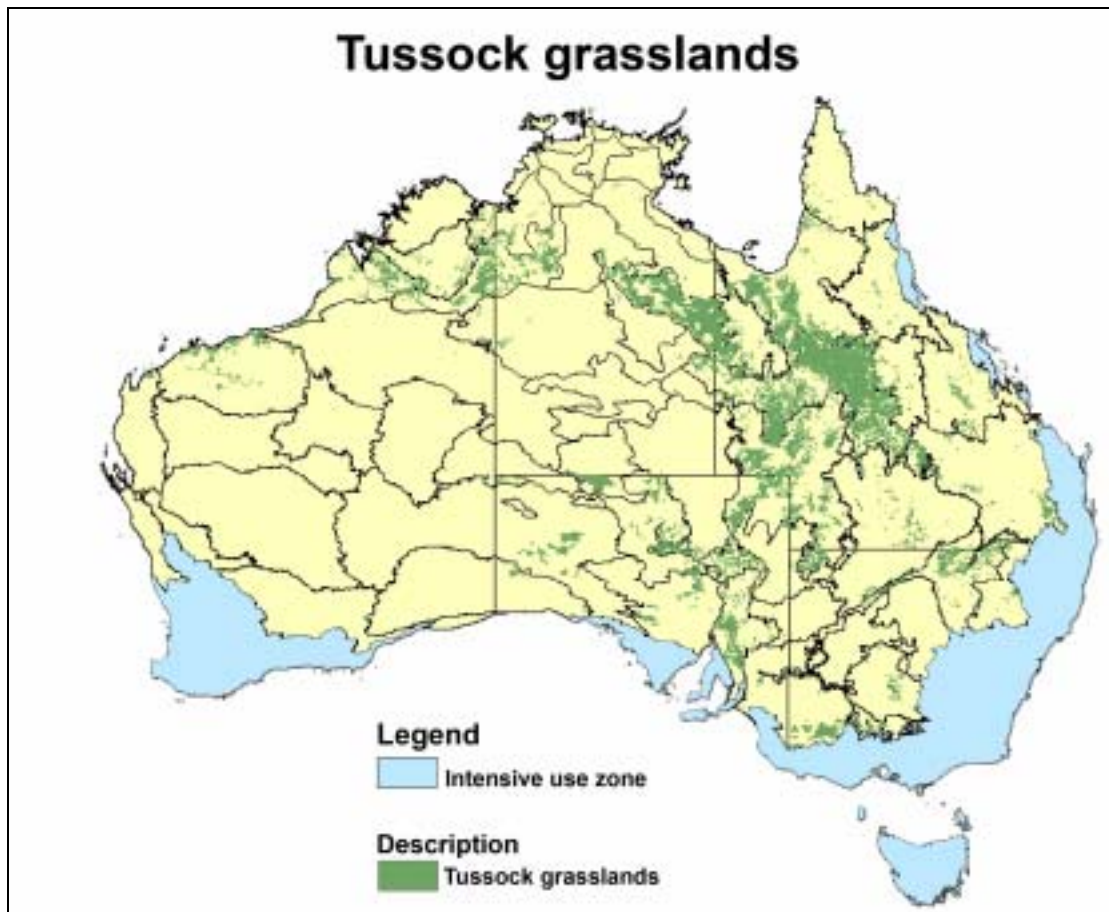 Tussock grasslands
Legend
Intensive use zone
Description
Tussock grasslands